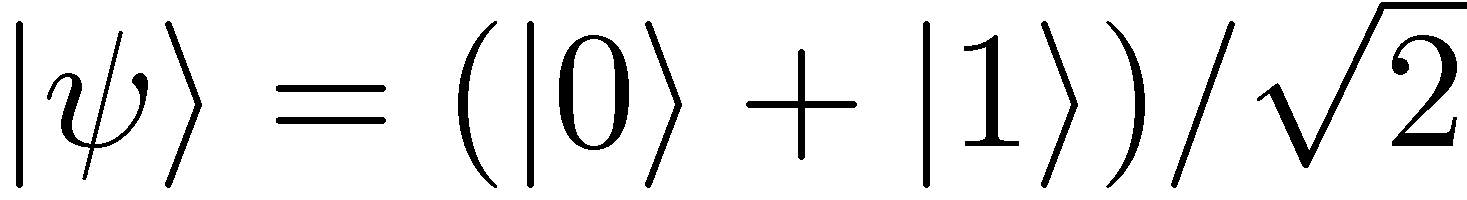 |ψ⟩ = (|0⟩ + |1⟩)/√2